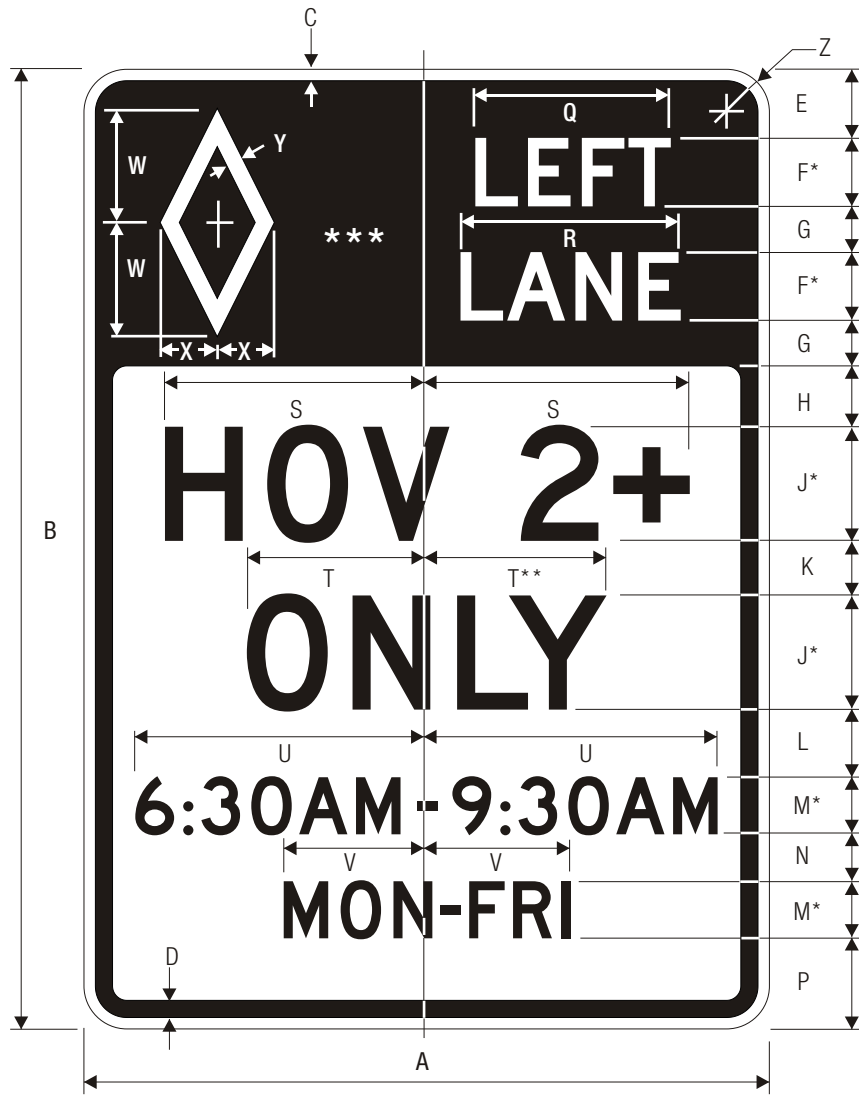 C
Z
Q
E
Y
W
LEFT
F*
R
G
***
W
LANE
F*
X X
G
S S
H
HOV 2+
J*
B
T T**
K
ONLY
J*
U U
L
6:30AM-9:30AM
M*
V V
N
MON-FRI
M*
D
P
A